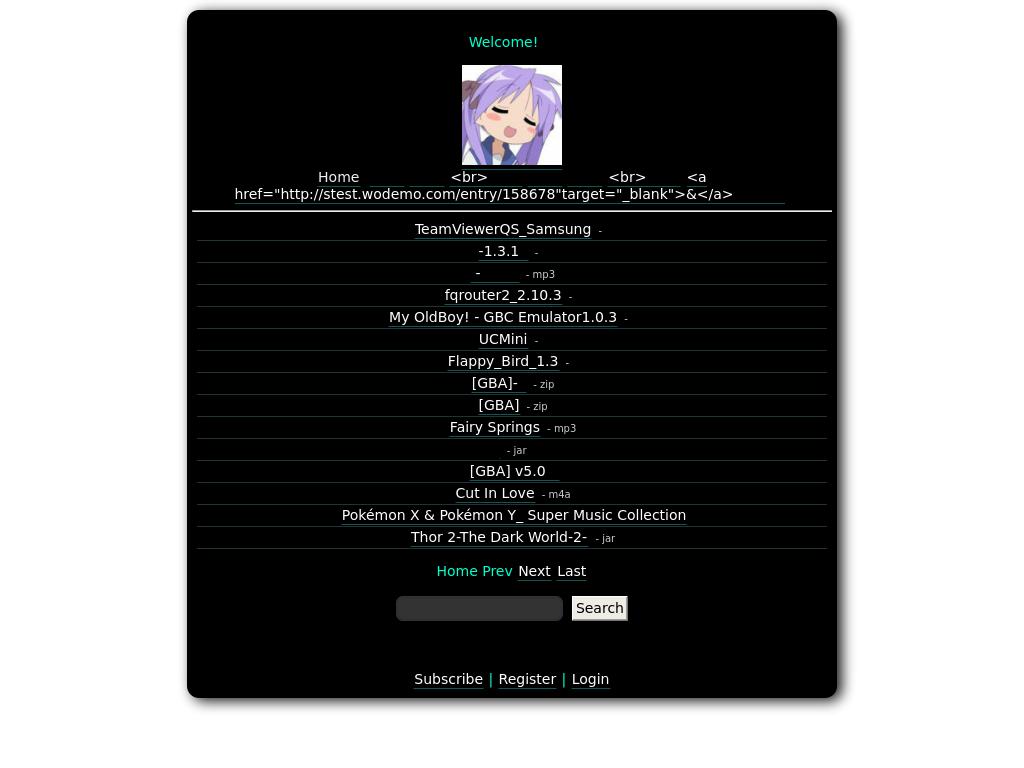 Welcome!
Home <br> <br> <a
href="http://stest.wodemo.com/entry/158678"target="_blank">&</a>
TeamViewerQS_Samsung -
-1.3.1 -
- - mp3
fqrouter2_2.10.3 -
My OldBoy! - GBC Emulator1.0.3 -
UCMini -
Flappy_Bird_1.3 -
[GBA]- - zip
[GBA] - zip
Fairy Springs - mp3
- jar
[GBA] v5.0
Cut In Love - m4a
Pokémon X & Pokémon Y_ Super Music Collection
Thor 2-The Dark World-2- - jar
Home Prev Next Last
Search
Subscribe | Register | Login